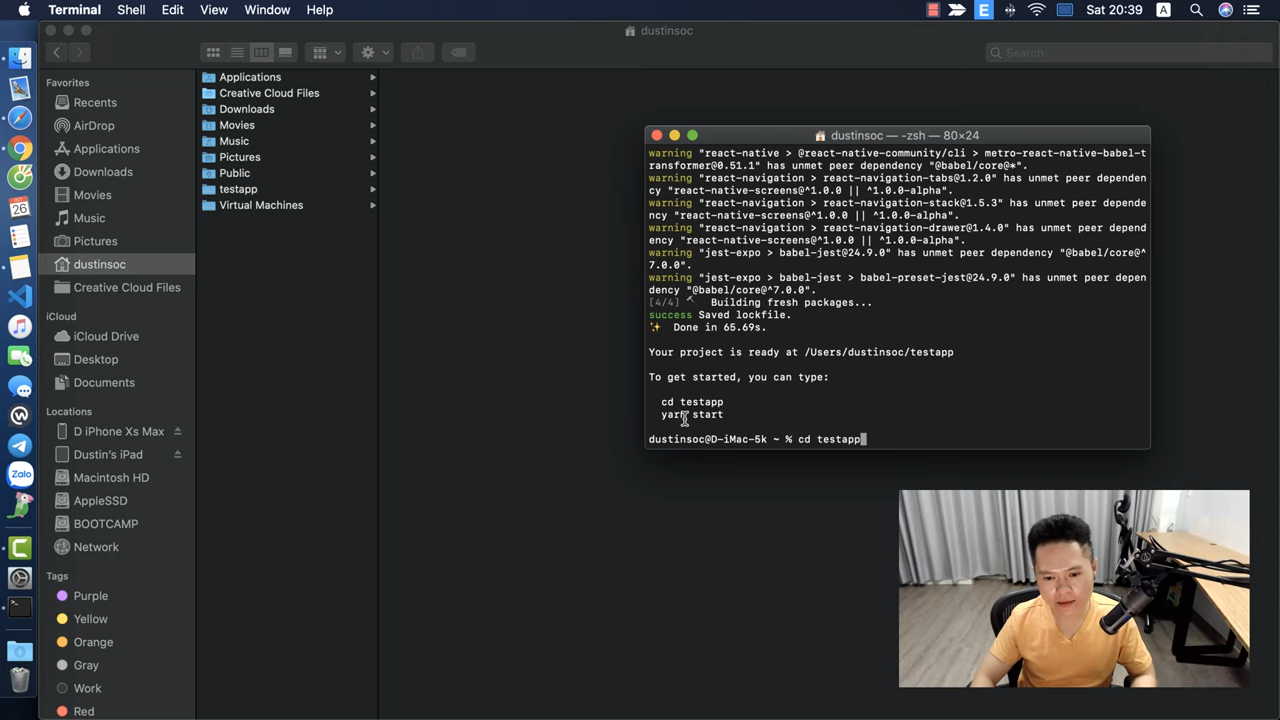 Terminal Shell Edit View Window Help
E Sat 20:39 A
dustinsoc
Search
Favorites
Recents
AirDrop
Applications
Downloads
Movies
Music
Pictures
dustinsoc
Creative Cloud Files
iCloud
iCloud Drive
Desktop
Documents
Locations
D iPhone Xs Max
Dustin's iPad
Macintosh HD
AppleSSD
BOOTCAMP
Network
Tags
Purple
Yellow
Orange
Gray
Work
Red
Applications
Creative Cloud Files
Downloads
Movies
Music
Pictures
Public
testapp
Virtual Machines
OCT
26
Zalo
dustinsoc — -zsh — 80×24
warning "react-native > @react-native-community/cli > metro-react-native-babel-t
ransformer@0.51.1" has unmet peer dependency "@babel/core@*".
warning "react-navigation > react-navigation-tabs@1.2.0" has unmet peer dependen
cy "react-native-screens@^1.0.0 || ^1.0.0-alpha".
warning "react-navigation > react-navigation-stack@1.5.3" has unmet peer depende
ncy "react-native-screens@^1.0.0 || ^1.0.0-alpha".
warning "react-navigation > react-navigation-drawer@1.4.0" has unmet peer depend
ency "react-native-screens@^1.0.0 || ^1.0.0-alpha".
warning "jest-expo > babel-jest@24.9.0" has unmet peer dependency "@babel/core@^
7.0.0".
warning "jest-expo > babel-jest > babel-preset-jest@24.9.0" has unmet peer depen
dency "@babel/core@^7.0.0".
[4/4] Building fresh packages...
success Saved lockfile.
Done in 65.69s.
Your project is ready at /Users/dustinsoc/testapp
To get started, you can type:
cd testapp
yarn start
dustinsoc@D-iMac-5k ~ % cd testapp